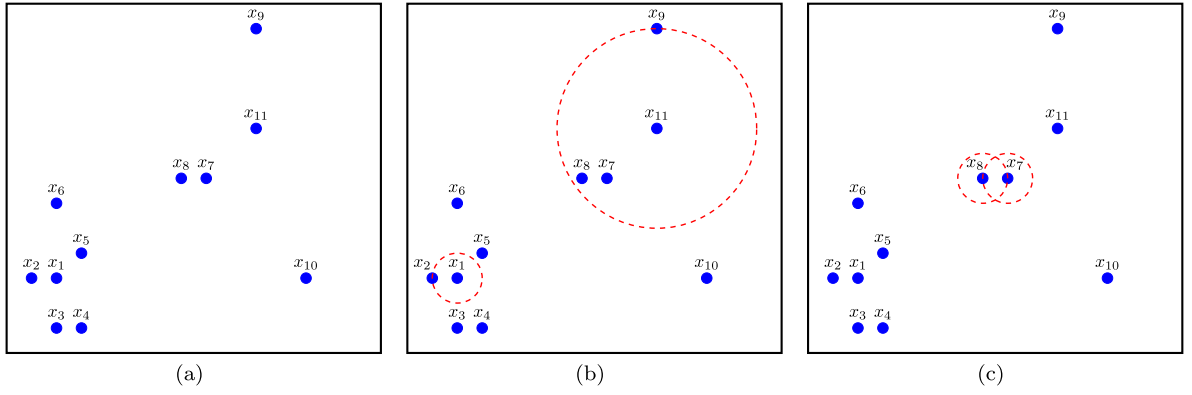 x₉ x₉ x₉
x₁₁ x₁₁ x₁₁
x₈ x₇ x₈ x₇ x₈ x₇
x₆ x₆ x₆
x₅ x₅ x₅
x₂ x₁ x₁₀ x₂ x₁ x₁₀ x₂ x₁ x₁₀
x₃ x₄ x₃ x₄ x₃ x₄
(a) (b) (c)